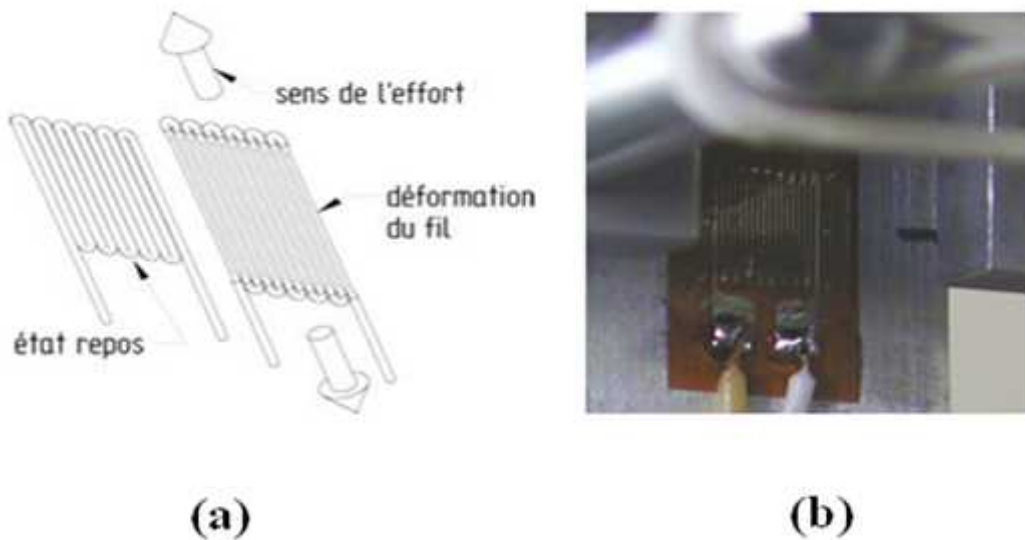 sens de l'effort
déformation
du fil
état repos
(a)
(b)